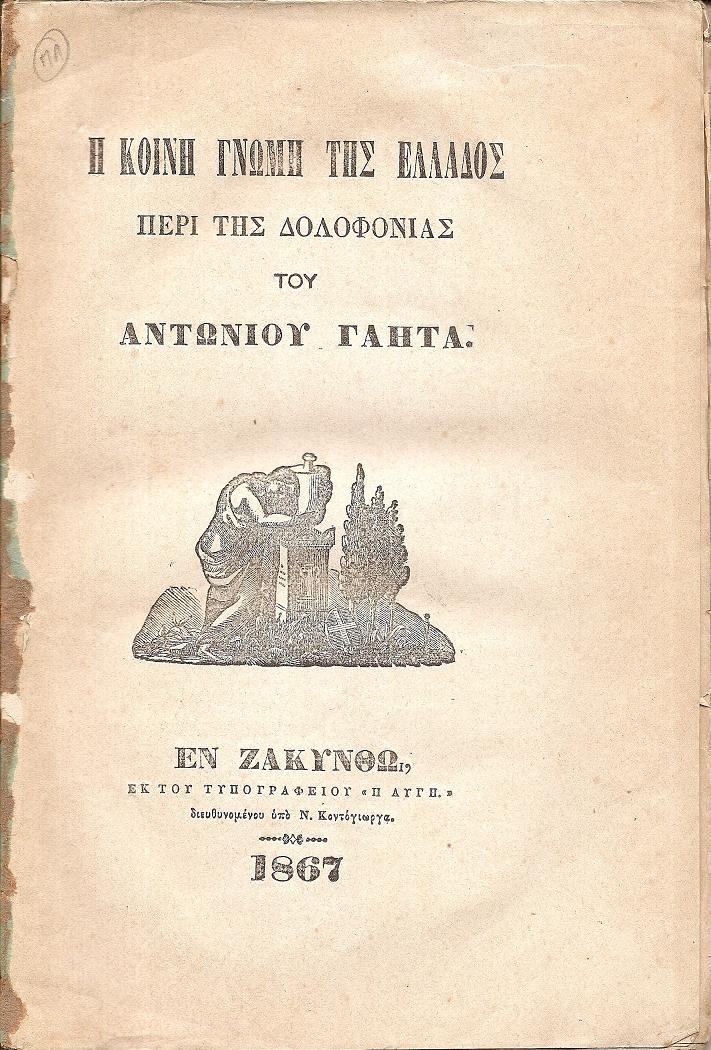 Η ΚΟΙΝΗ ΓΝΩΜΗ ΤΗΣ ΕΛΛΑΔΟΣ
ΠΕΡΙ ΤΗΣ ΔΟΛΟΦΟΝΙΑΣ
ΤΟΥ
ΑΝΤΩΝΙΟΥ ΓΑΗΤΑ.
ΕΝ ΖΑΚΥΝΘΩι,
ΕΚ ΤΟΥ ΤΥΠΟΓΡΑΦΕΙΟΥ «Η ΑΥΓΗ.»
διευθυνομένου ὑπὸ Ν. Κοντόγιωργα.
1867